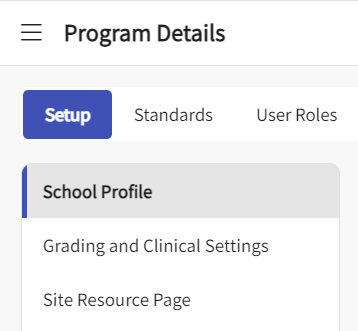 Program Details
Setup Standards User Roles
School Profile
Grading and Clinical Settings
Site Resource Page